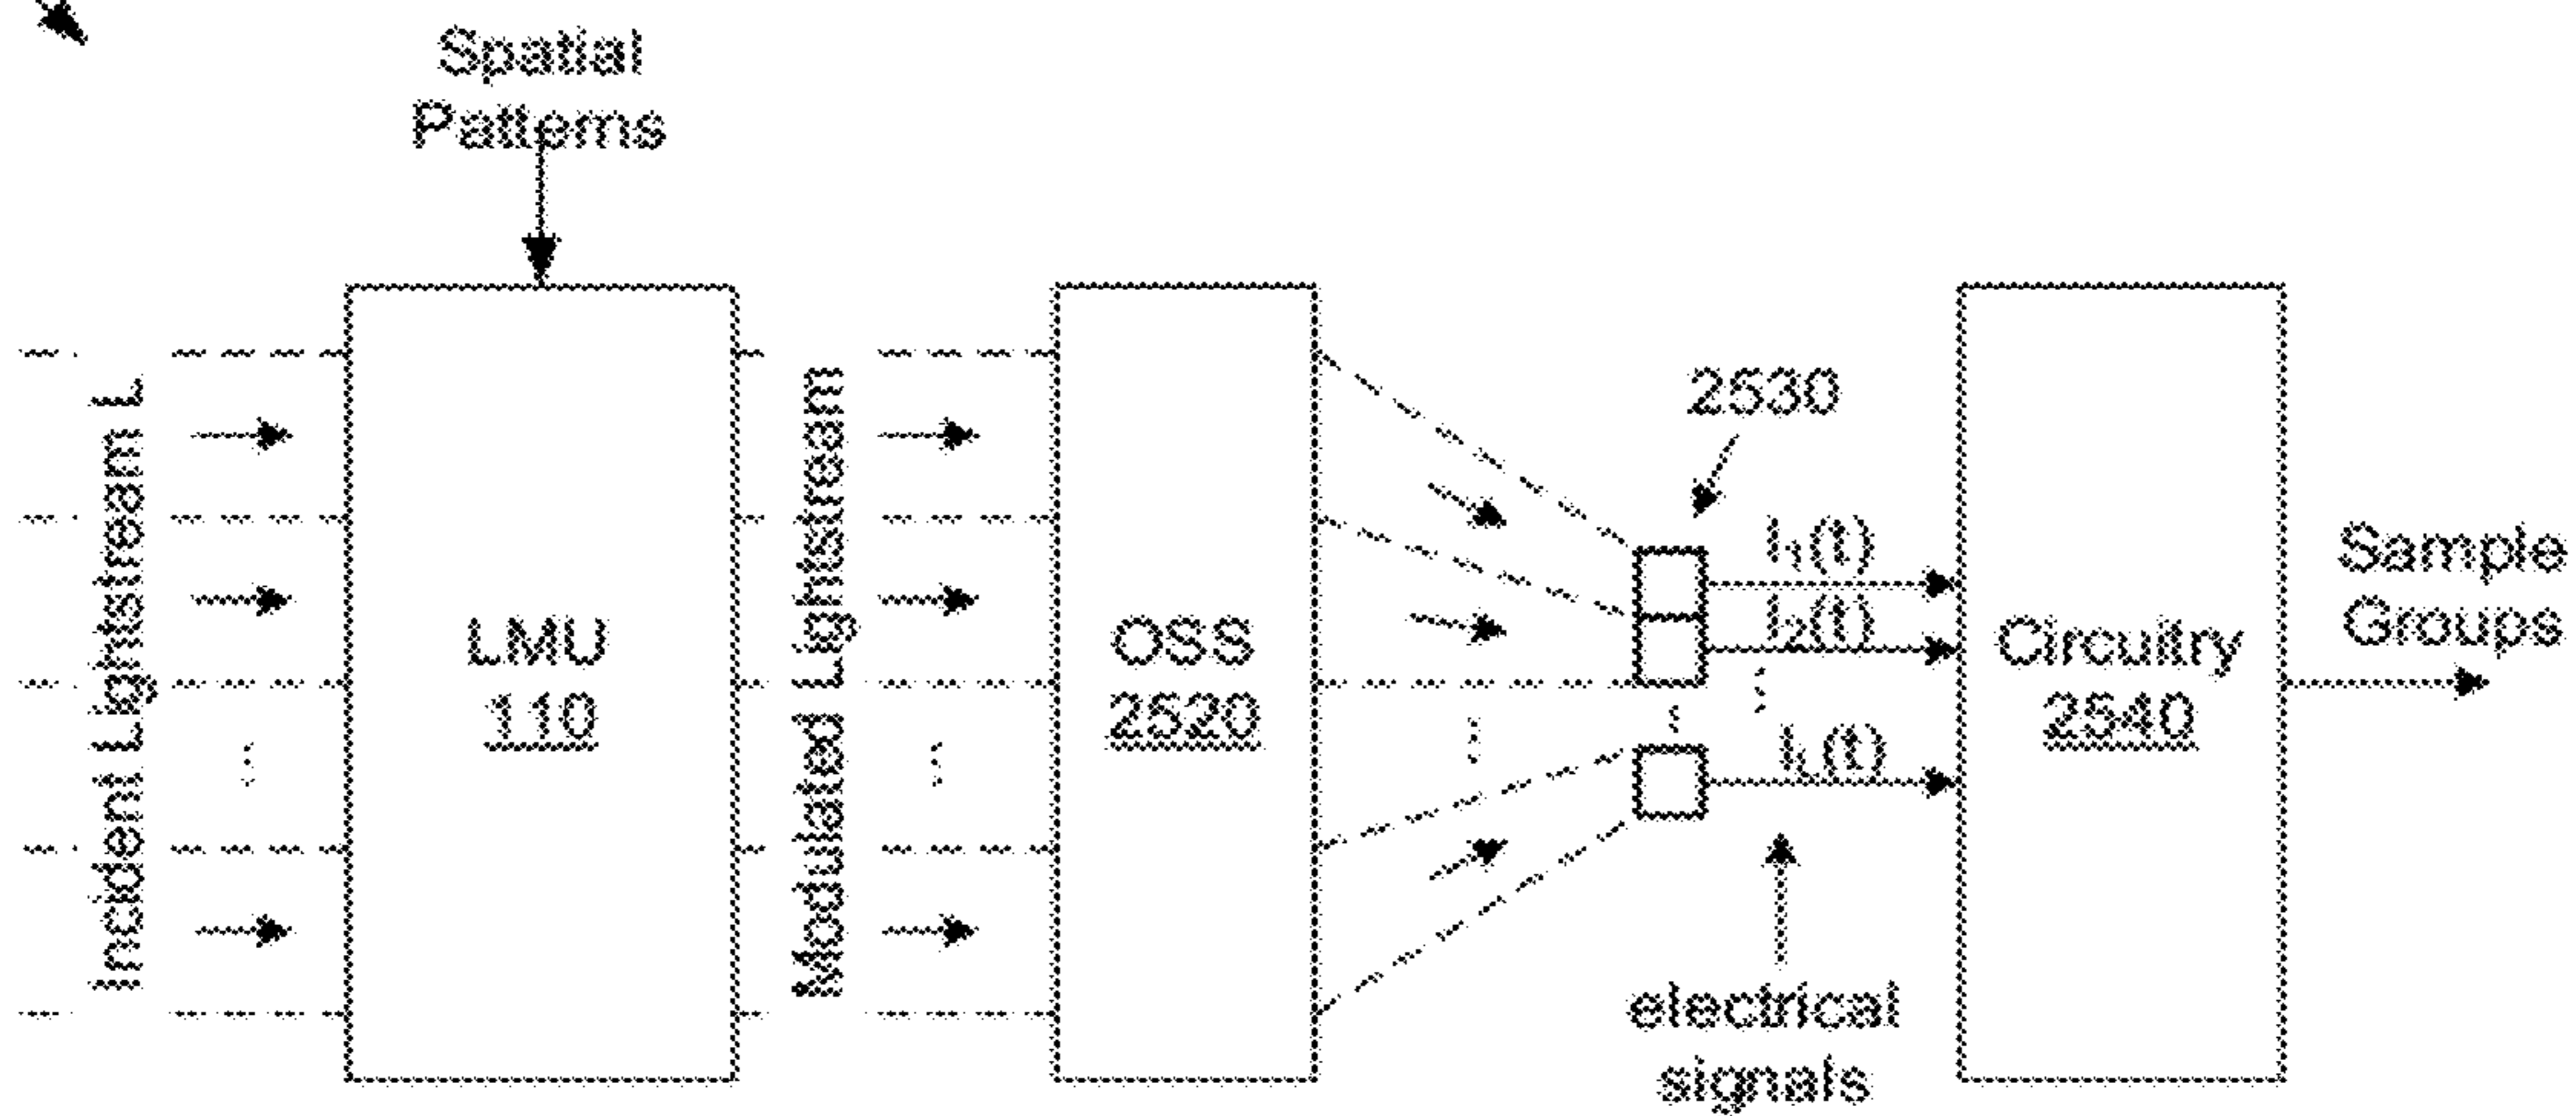 Spatial
Patterns
Incident Lightstream L
LMU
110
Modulated Lightstream
OSS
2520
2530
I₁(t)
I₂(t)
I_L(t)
electrical
signals
Circuitry
2540
Sample
Groups